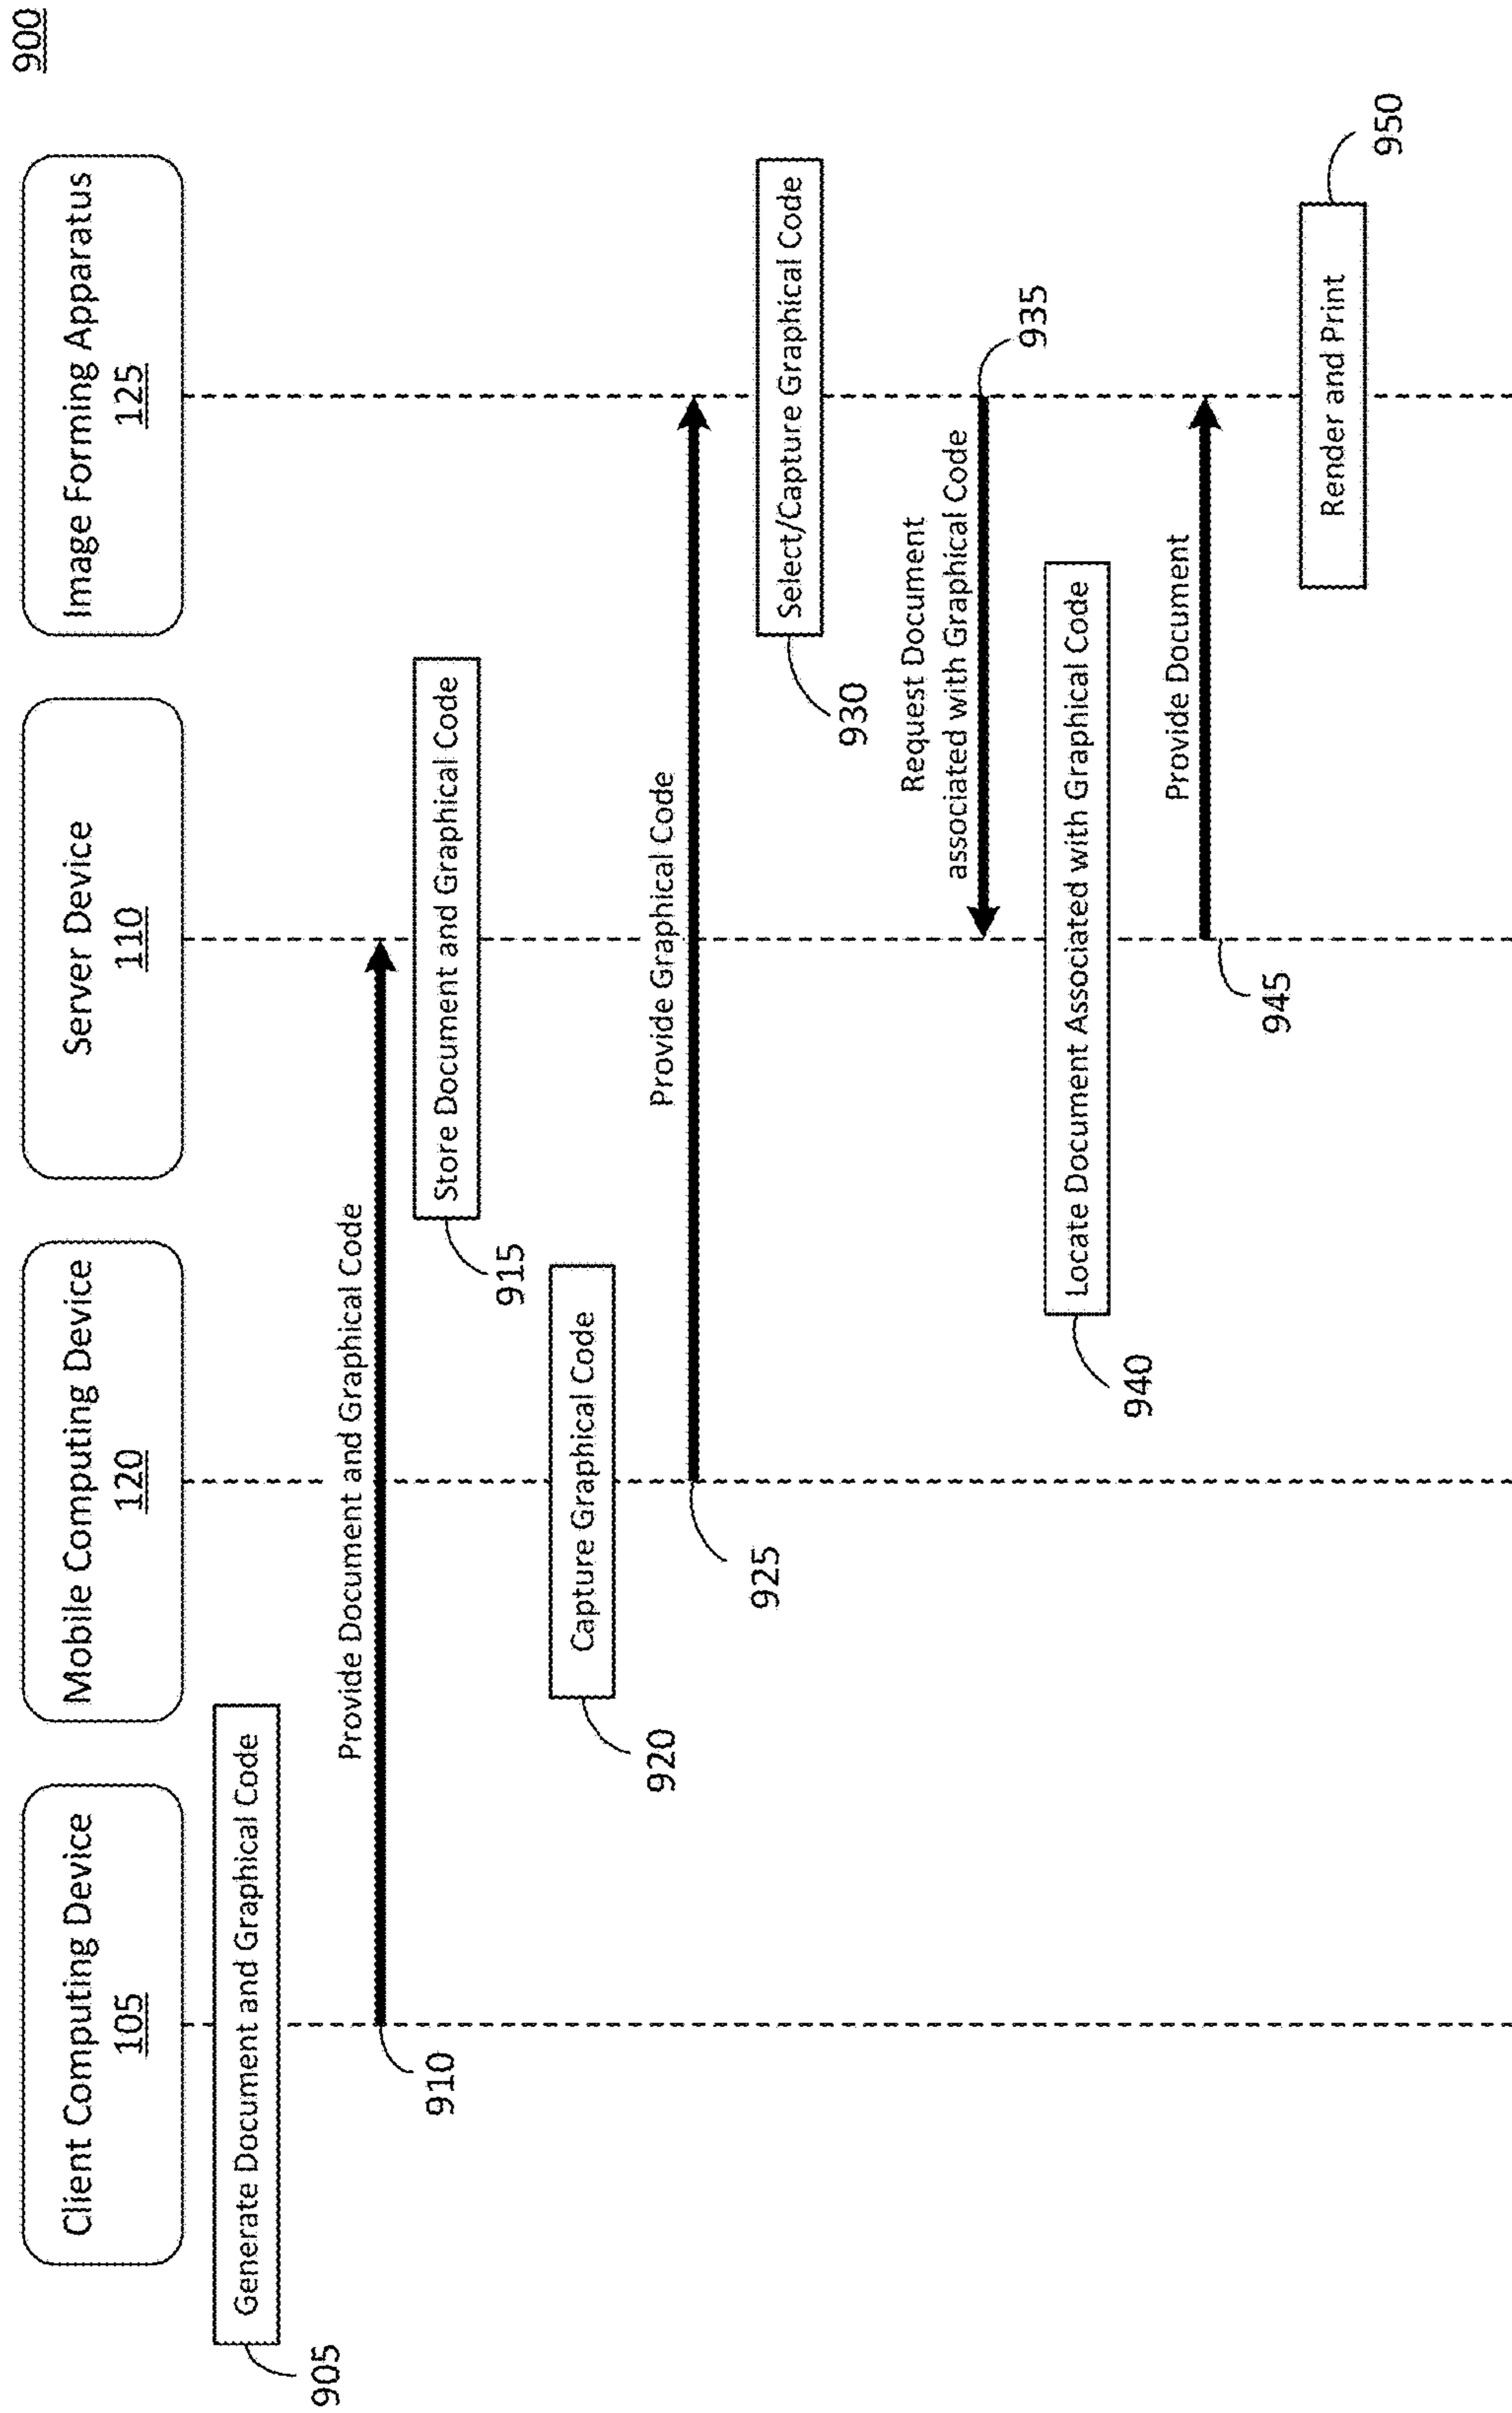 900
Client Computing Device
105
Mobile Computing Device
120
Server Device
110
Image Forming Apparatus
125
Generate Document and Graphical Code
905
Provide Document and Graphical Code
910
Store Document and Graphical Code
915
Capture Graphical Code
920
Provide Graphical Code
925
Select/Capture Graphical Code
930
Request Document
associated with Graphical Code
935
Locate Document Associated with Graphical Code
940
Provide Document
945
Render and Print
950